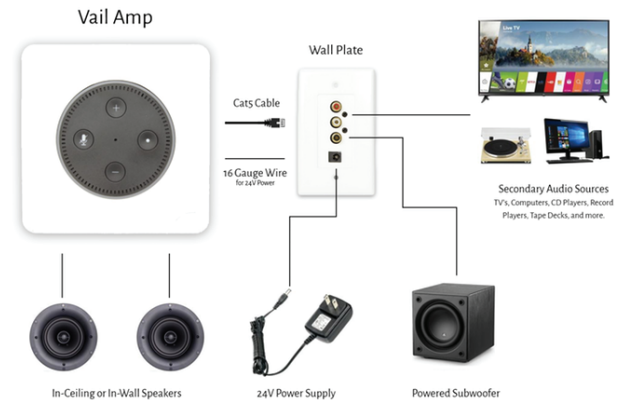 Vail Amp
Wall Plate
Live TV
Cat5 Cable
16 Gauge Wire
for 24V Power
Secondary Audio Sources
TV's, Computers, CD Players, Record
Players, Tape Decks, and more.
In-Ceiling or In-Wall Speakers
24V Power Supply
Powered Subwoofer